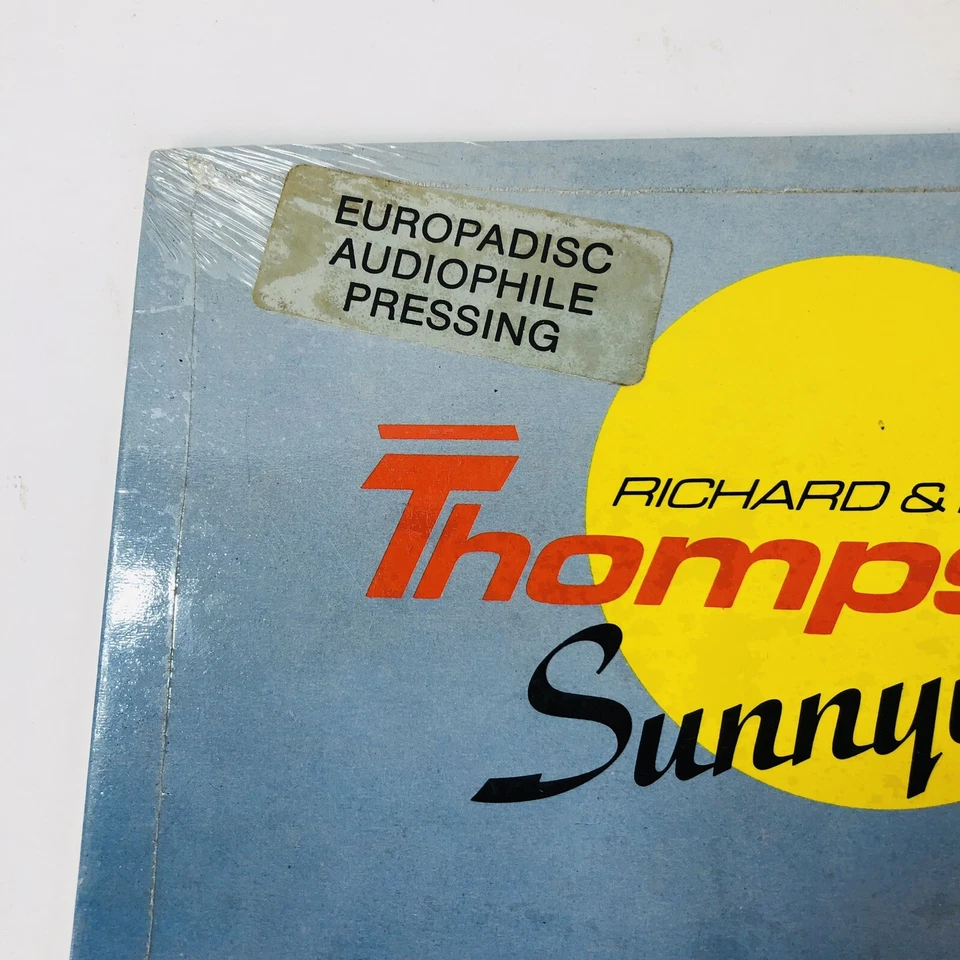 EUROPADISC
AUDIOPHILE
PRESSING
RICHARD &
Thomps
Sunny